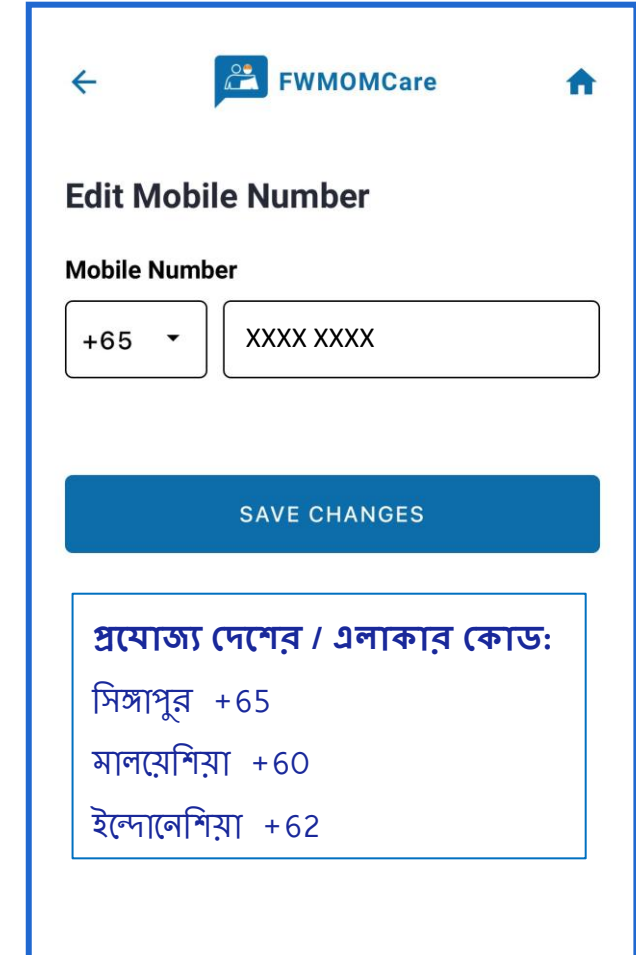 FWMOMCare
Edit Mobile Number
Mobile Number
+65 XXXX XXXX
SAVE CHANGES
প্রযোজ্য দেশের / এলাকার কোড:
সিঙ্গাপুর +65
মালয়েশিয়া +60
ইন্দোনেশিয়া +62